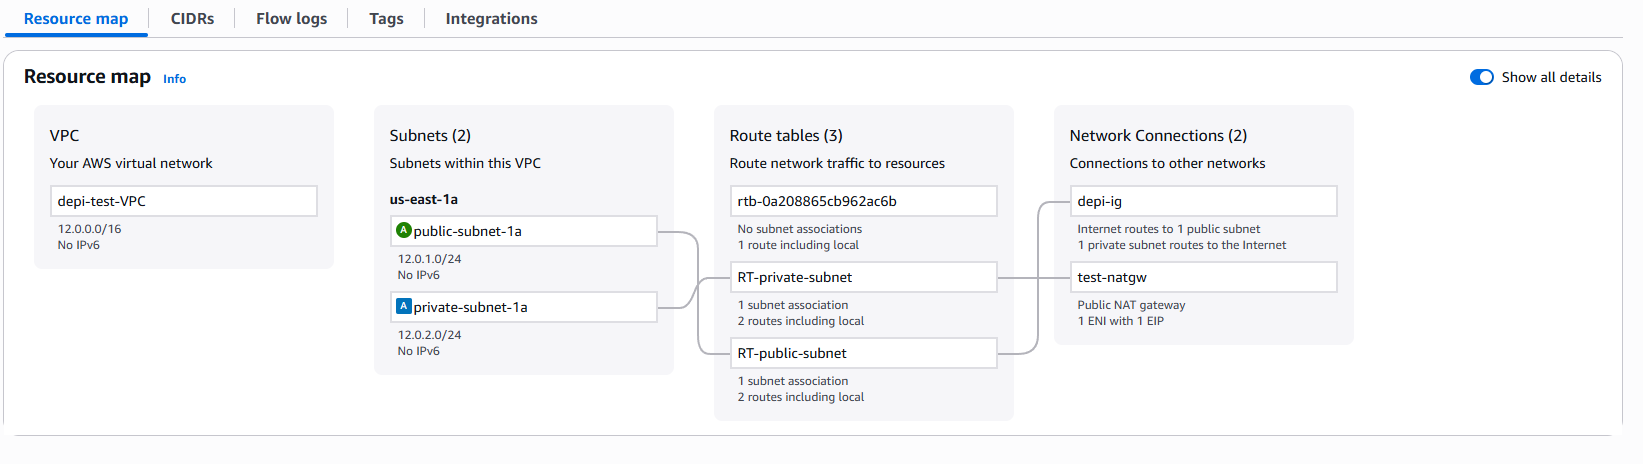 Resource map
CIDRs
Flow logs
Tags
Integrations
Resource map Info
Show all details
VPC
Your AWS virtual network
depi-test-VPC
12.0.0.0/16
No IPv6
Subnets (2)
Subnets within this VPC
us-east-1a
A public-subnet-1a
12.0.1.0/24
No IPv6
A private-subnet-1a
12.0.2.0/24
No IPv6
Route tables (3)
Route network traffic to resources
rtb-0a208865cb962ac6b
No subnet associations
1 route including local
RT-private-subnet
1 subnet association
2 routes including local
RT-public-subnet
1 subnet association
2 routes including local
Network Connections (2)
Connections to other networks
depi-ig
Internet routes to 1 public subnet
1 private subnet routes to the Internet
test-natgw
Public NAT gateway
1 ENI with 1 EIP